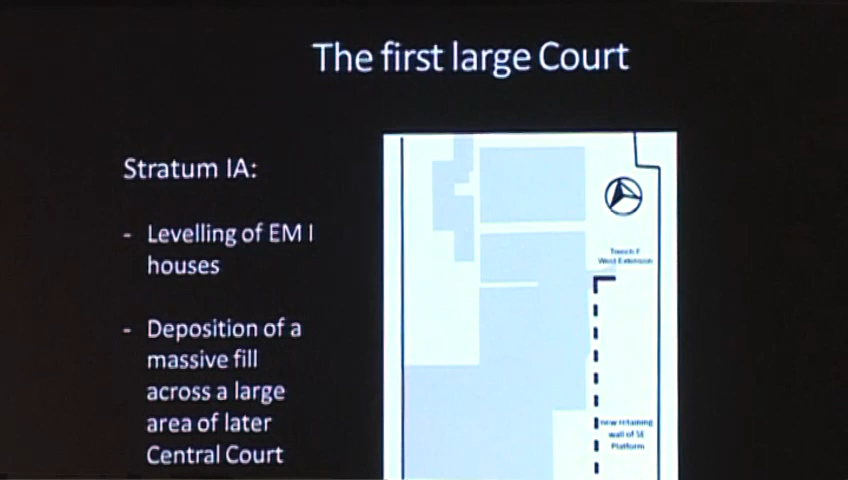 The first large Court
Stratum IA:
- Levelling of EM I
houses
- Deposition of a
massive fill
across a large
area of later
Central Court
Trench F
West Extension
new retaining
wall of SE
Platform